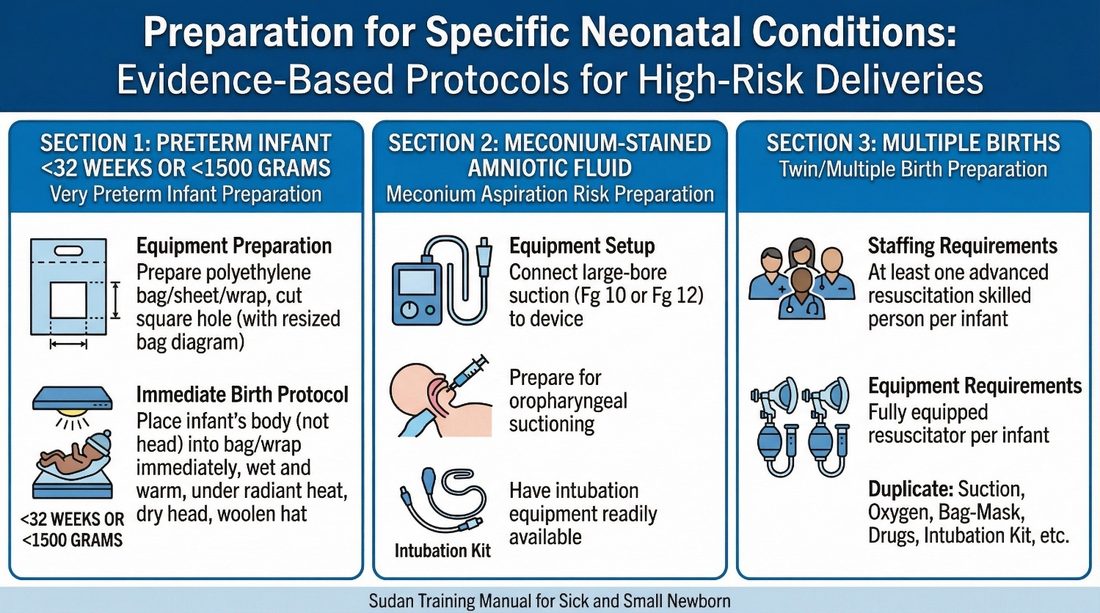 Preparation for Specific Neonatal Conditions:
Evidence-Based Protocols for High-Risk Deliveries
SECTION 1: PRETERM INFANT
<32 WEEKS OR <1500 GRAMS
Very Preterm Infant Preparation
Equipment Preparation
Prepare polyethylene
bag/sheet/wrap, cut
square hole (with resized
bag diagram)
Immediate Birth Protocol
Place infant's body (not
head) into bag/wrap
immediately, wet and
warm, under radiant heat,
dry head, woolen hat
<32 WEEKS OR
<1500 GRAMS
SECTION 2: MECONIUM-STAINED
AMNIOTIC FLUID
Meconium Aspiration Risk Preparation
Equipment Setup
Connect large-bore
suction (Fg 10 or Fg 12)
to device
Prepare for
oropharyngeal
suctioning
Have intubation
equipment readily
available
Intubation Kit
SECTION 3: MULTIPLE BIRTHS
Twin/Multiple Birth Preparation
Staffing Requirements
At least one advanced
resuscitation skilled
person per infant
Equipment Requirements
Fully equipped
resuscitator per infant
Duplicate: Suction,
Oxygen, Bag-Mask,
Drugs, Intubation Kit, etc.
Sudan Training Manual for Sick and Small Newborn